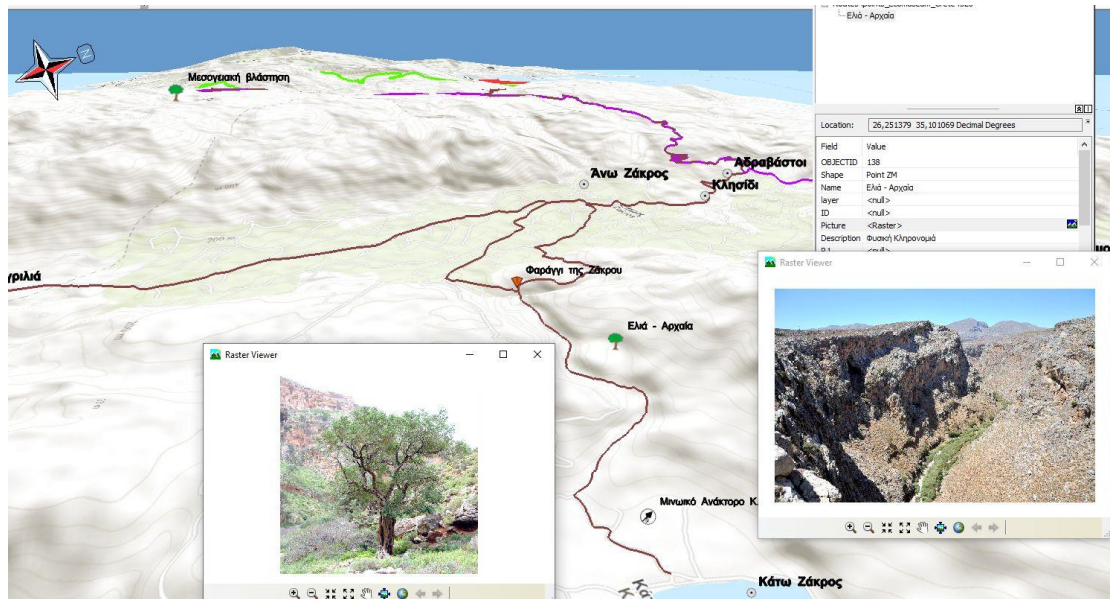 Ελιά - Αρχαία
Location: 26,251379 35,101069 Decimal Degrees
Field Value
OBJECTID 138
Shape Point ZM
Name Ελιά - Αρχαία
layer <null>
ID <null>
Picture <Raster>
Description Φυσική Κληρονομιά
<null>
N
Μεσογειακή βλάστηση
Αδραβάστοι
Άνω Ζάκρος
Κλησίδι
Φαράγγι της Ζάκρου
γριλιά
Ελιά - Αρχαία
Raster Viewer
Raster Viewer
Μινωικό Ανάκτορο Κ.
Κάτω Ζάκρος